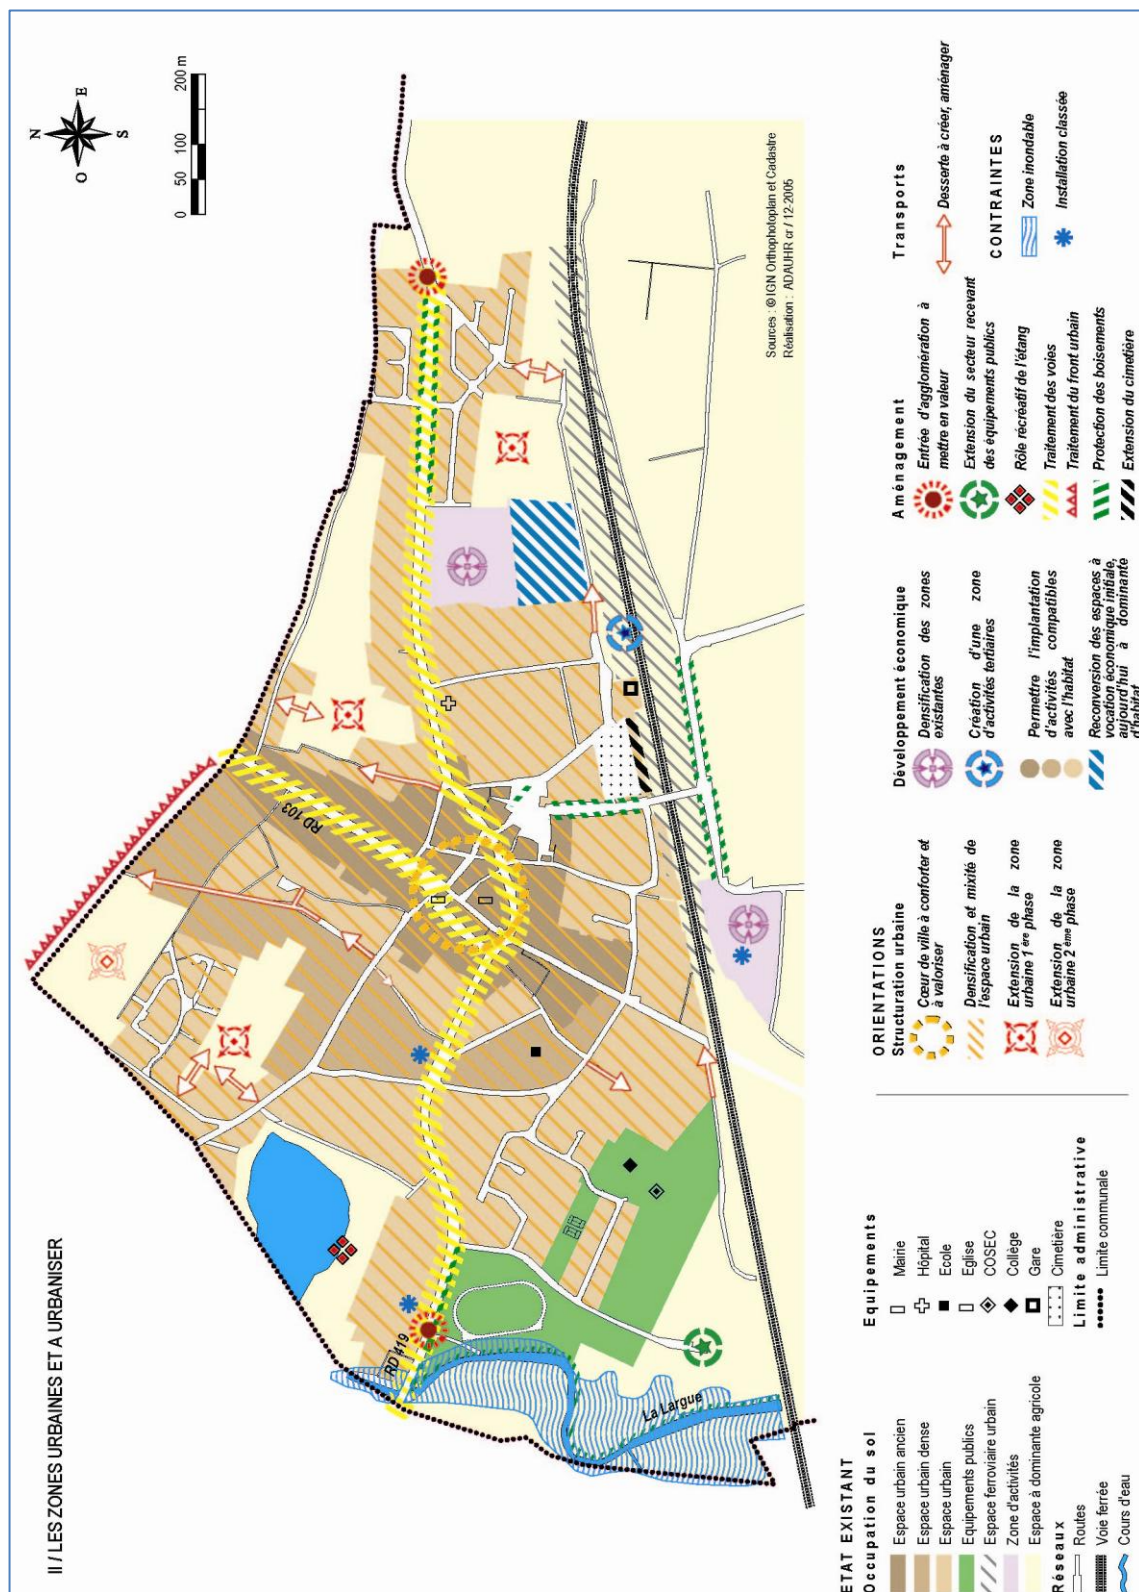 II / LES ZONES URBAINES ET A URBANISER
N
O
E
S
0
50
100
200 m
RD 103
RD 419
La Largue
Sources : © IGN Orthophotoplan et Cadastre
Réalisation : ADAUHR cr / 12-2005
ETAT EXISTANT
Occupation du sol
Espace urbain ancien
Espace urbain dense
Espace urbain
Equipements publics
Espace ferroviaire urbain
Zone d'activités
Espace à dominante agricole
Réseaux
Routes
Voie ferrée
Cours d'eau
Equipements
Mairie
Hôpital
Ecole
Eglise
COSEC
Collège
Gare
Cimetière
Limite administrative
Limite communale
ORIENTATIONS
Structuration urbaine
Cœur de ville à conforter et
à valoriser
Densification et mixité de
l'espace urbain
Extension de la zone
urbaine 1ère phase
Extension de la zone
urbaine 2ème phase
Développement économique
Densification des zones
existantes
Création d'une zone
d'activités tertiaires
Permettre l'implantation
d'activités compatibles
avec l'habitat
Reconversion des espaces à
vocation économique initiale,
aujourd'hui à dominante
d'habitat
Aménagement
Entrée d'agglomération à
mettre en valeur
Extension du secteur recevant
des équipements publics
Rôle récréatif de l'étang
Traitement des voies
Traitement du front urbain
Protection des boisements
Extension du cimetière
Transports
Desserte à créer, aménager
CONTRAINTES
Zone inondable
Installation classée